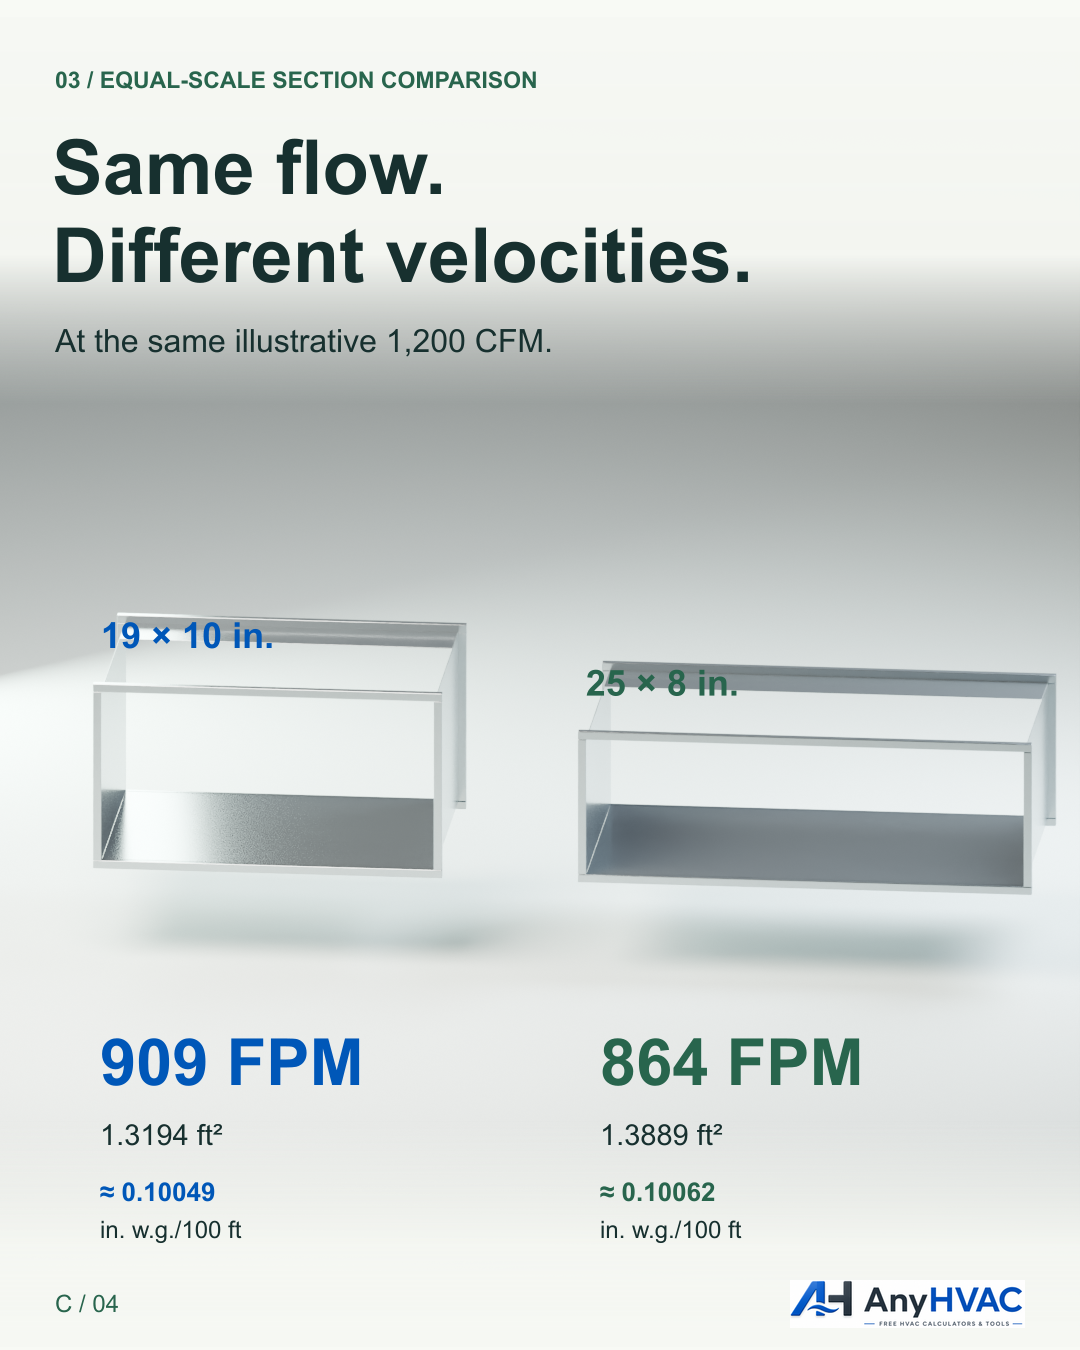 03 / EQUAL-SCALE SECTION COMPARISON
Same flow.
Different velocities.
At the same illustrative 1,200 CFM.
19 × 10 in.
25 × 8 in.
909 FPM
1.3194 ft²
≈ 0.10049
in. w.g./100 ft
864 FPM
1.3889 ft²
≈ 0.10062
in. w.g./100 ft
C / 04
AH AnyHVAC
FREE HVAC CALCULATORS & TOOLS